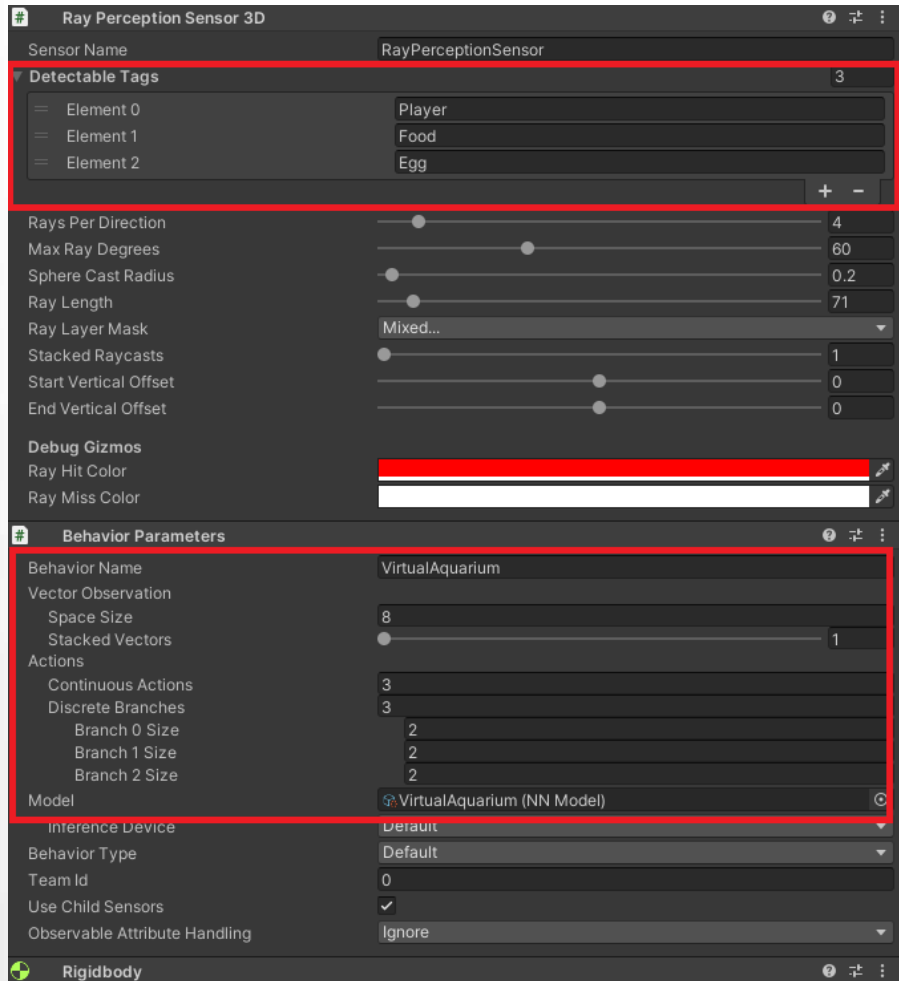 # Ray Perception Sensor 3D
Sensor Name RayPerceptionSensor
Detectable Tags 3
Element 0 Player
Element 1 Food
Element 2 Egg
+ −
Rays Per Direction 4
Max Ray Degrees 60
Sphere Cast Radius 0.2
Ray Length 71
Ray Layer Mask Mixed...
Stacked Raycasts 1
Start Vertical Offset 0
End Vertical Offset 0
Debug Gizmos
Ray Hit Color
Ray Miss Color
# Behavior Parameters
Behavior Name VirtualAquarium
Vector Observation
Space Size 8
Stacked Vectors 1
Actions
Continuous Actions 3
Discrete Branches 3
Branch 0 Size 2
Branch 1 Size 2
Branch 2 Size 2
Model VirtualAquarium (NN Model)
Inference Device Default
Behavior Type Default
Team Id 0
Use Child Sensors
Observable Attribute Handling Ignore
Rigidbody